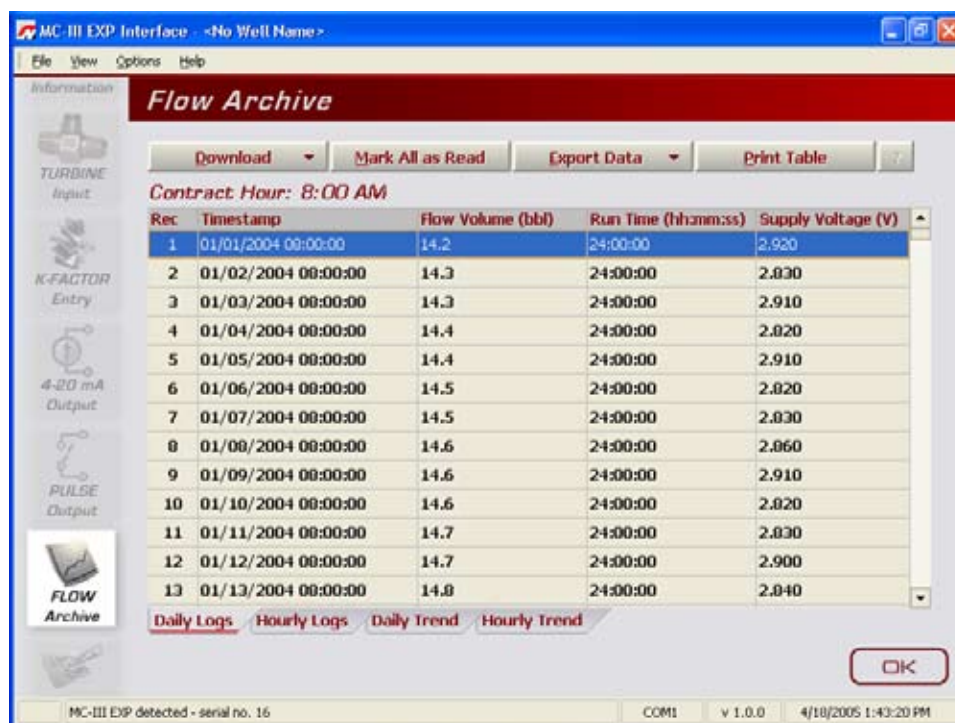 MC-III EXP Interface - <No Well Name>
File View Options Help
Information
Flow Archive
Download Mark All as Read Export Data Print Table ?
TURBINE
Input
Contract Hour: 8:00 AM
Rec Timestamp Flow Volume (bbl) Run Time (hh:mm:ss) Supply Voltage (V)
1 01/01/2004 08:00:00 14.2 24:00:00 2.920
2 01/02/2004 08:00:00 14.3 24:00:00 2.830
3 01/03/2004 08:00:00 14.3 24:00:00 2.910
4 01/04/2004 08:00:00 14.4 24:00:00 2.820
5 01/05/2004 08:00:00 14.4 24:00:00 2.910
6 01/06/2004 08:00:00 14.5 24:00:00 2.820
7 01/07/2004 08:00:00 14.5 24:00:00 2.830
8 01/08/2004 08:00:00 14.6 24:00:00 2.860
9 01/09/2004 08:00:00 14.6 24:00:00 2.910
10 01/10/2004 08:00:00 14.6 24:00:00 2.820
11 01/11/2004 08:00:00 14.7 24:00:00 2.830
12 01/12/2004 08:00:00 14.7 24:00:00 2.900
13 01/13/2004 08:00:00 14.8 24:00:00 2.840
K-FACTOR
Entry
4-20 mA
Output
PULSE
Output
FLOW
Archive
Daily Logs Hourly Logs Daily Trend Hourly Trend
OK
MC-III EXP detected - serial no. 16 COM1 v 1.0.0 4/18/2005 1:43:20 PM